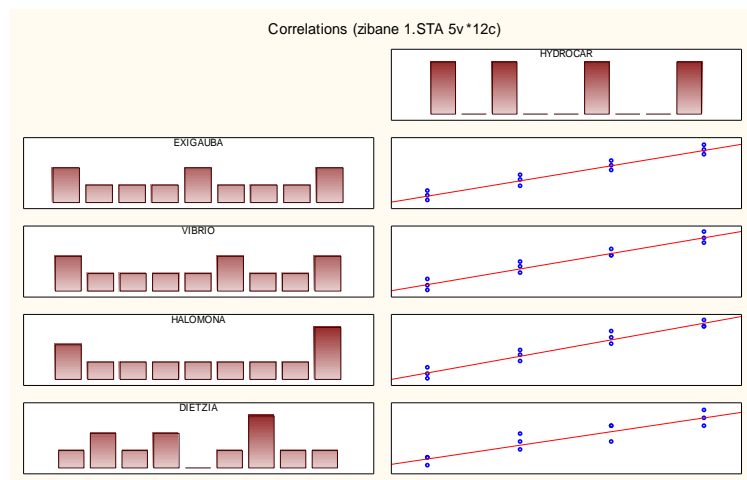 Correlations (zibane 1.STA 5v*12c)
HYDROCAR
EXIGAUBA
VIBRIO
HALOMONA
DIETZIA